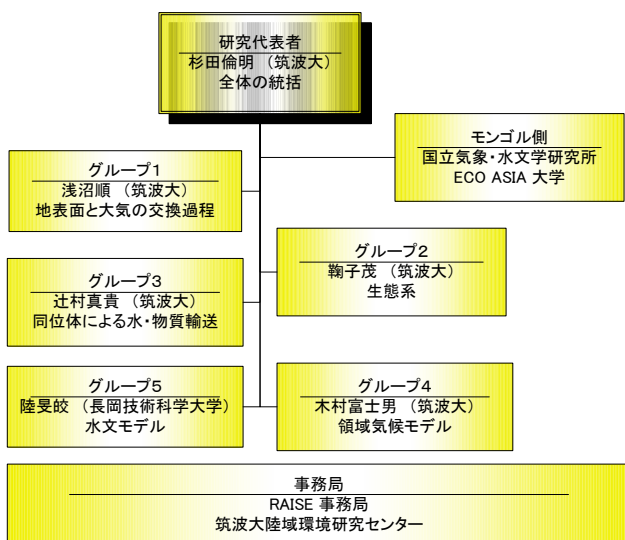 研究代表者
杉田倫明 （筑波大）
全体の統括
モンゴル側
国立気象・水文学研究所
ECO ASIA 大学
グループ１
浅沼順 （筑波大）
地表面と大気の交換過程
グループ２
鞠子茂 （筑波大）
生態系
グループ３
辻村真貴 （筑波大）
同位体による水・物質輸送
グループ５
陸旻皎 （長岡技術科学大学）
水文モデル
グループ４
木村富士男 （筑波大）
領域気候モデル
事務局
RAISE 事務局
筑波大陸域環境研究センター